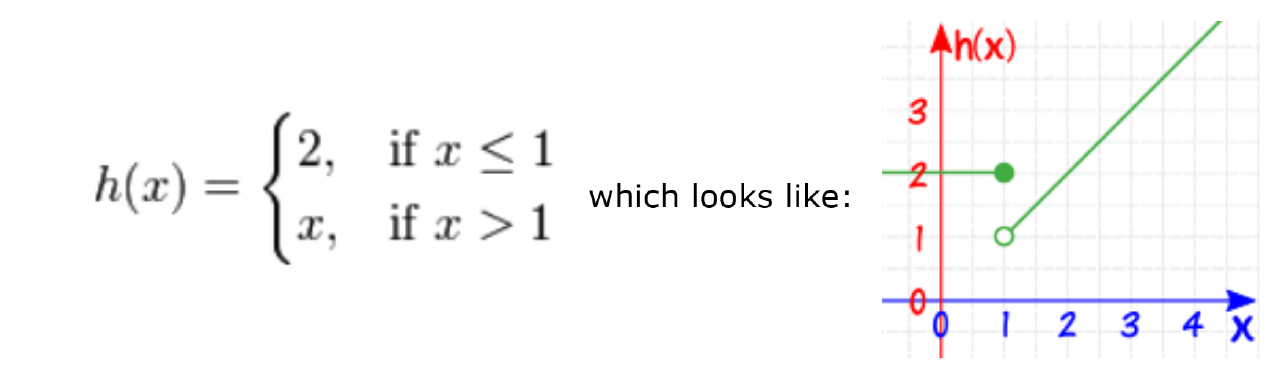 h(x) = { 2, if x ≤ 1
x, if x > 1
which looks like:
h(x)
3
2
1
0
0 1 2 3 4 X